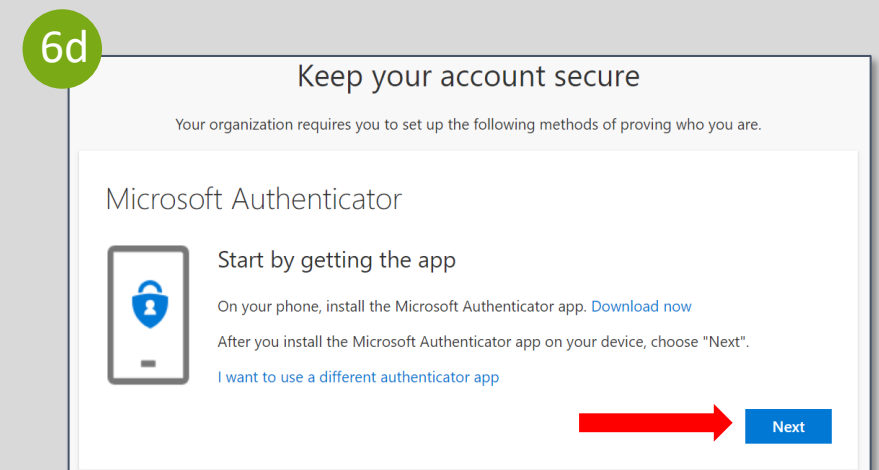 6d
Keep your account secure
Your organization requires you to set up the following methods of proving who you are.
Microsoft Authenticator
Start by getting the app
On your phone, install the Microsoft Authenticator app. Download now
After you install the Microsoft Authenticator app on your device, choose "Next".
I want to use a different authenticator app
Next